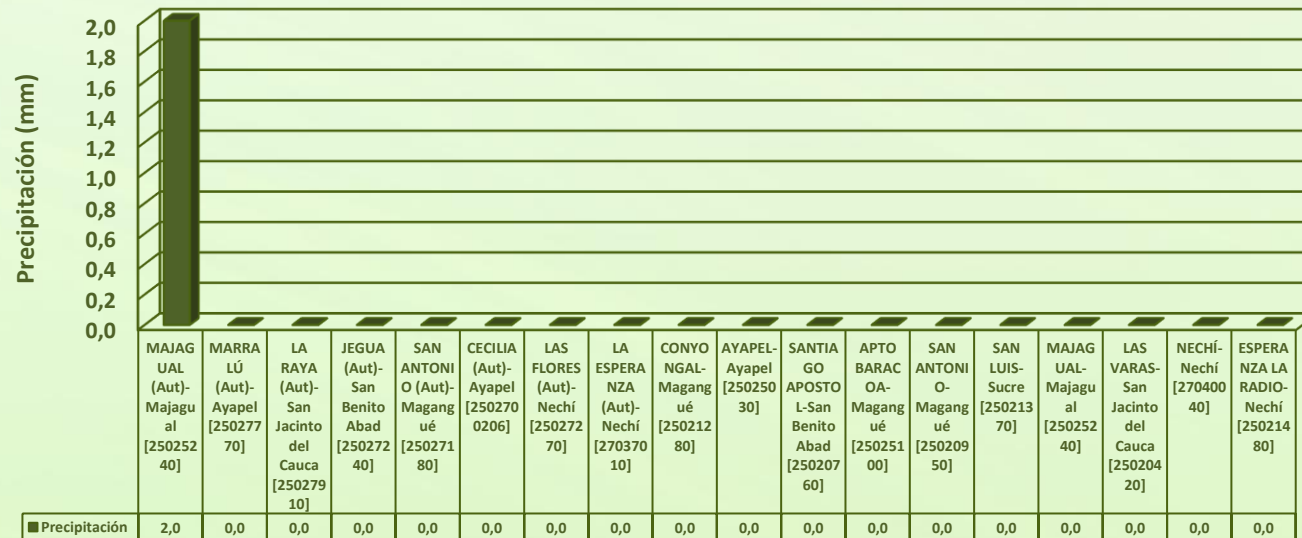 Precipitación (mm)
2,0
1,8
1,6
1,4
1,2
1,0
0,8
0,6
0,4
0,2
0,0
MAJAG
UAL
(Aut)-
Majagu
al
[250252
40]
MARRA
LÚ
(Aut)-
Ayapel
[2502777
70]
LA
RAYA
(Aut)-
San
Jacinto
del
Cauca
[250279
10]
JEGUA
(Aut)-
San
Benito
Abad
[250272
40]
SAN
ANTONI
O (Aut)-
Magang
ué
[250271
80]
CECILIA
(Aut)-
Ayapel
[250270
0206]
LAS
FLORES
(Aut)-
Nechí
[250272
70]
LA
ESPERA
NZA
(Aut)-
Nechí
[270370
10]
CONYO
NGAL-
Magang
ué
[250212
80]
AYAPEL-
Ayapel
[250250
30]
SANTIA
GO
APOSTO
L-San
Benito
Abad
[250207
60]
APTO
BARAC
OA-
Magang
ué
[250251
00]
SAN
ANTONI
O-
Magang
ué
[250209
50]
SAN
LUIS-
Sucre
[250213
70]
MAJAG
UAL-
Majagu
al
[250252
40]
LAS
VARAS-
San
Jacinto
del
Cauca
[250204
20]
NECHÍ-
Nechí
[270400
40]
ESPERA
NZA LA
RADIO-
Nechí
[250214
80]
Precipitación 2,0 0,0 0,0 0,0 0,0 0,0 0,0 0,0 0,0 0,0 0,0 0,0 0,0 0,0 0,0 0,0 0,0 0,0